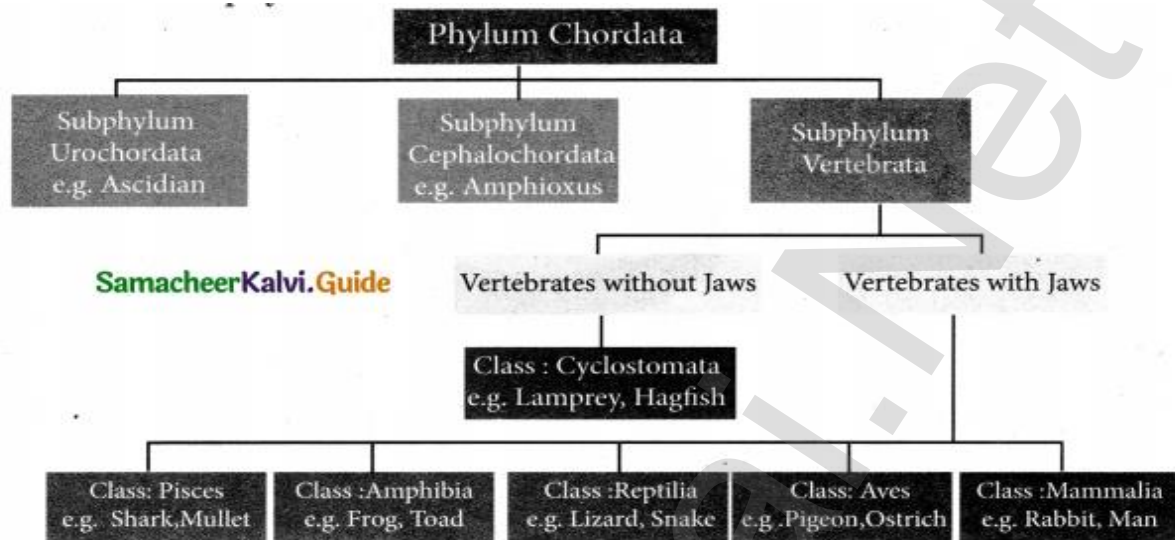 Phylum Chordata
Subphylum
Urochordata
e.g. Ascidian
Subphylum
Cephalochordata
e.g. Amphioxus
Subphylum
Vertebrata
SamacheerKalvi.Guide
Vertebrates without Jaws
Vertebrates with Jaws
Class : Cyclostomata
e.g. Lamprey, Hagfish
Class: Pisces
e.g. Shark,Mullet
Class :Amphibia
e.g. Frog, Toad
Class :Reptilia
e.g. Lizard, Snake
Class: Aves
e.g .Pigeon,Ostrich
Class :Mammalia
e.g. Rabbit, Man